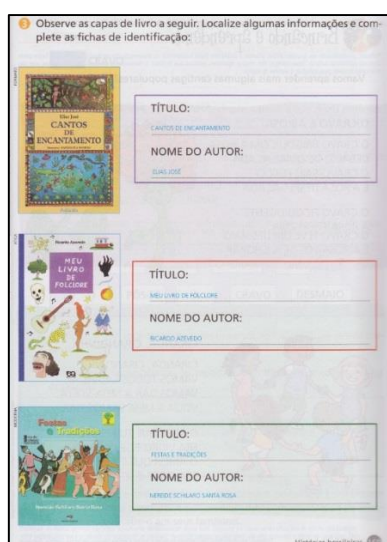 3 Observe as capas de livro a seguir. Localize algumas informações e com-
plete as fichas de identificação:
Elias José
CANTOS
DE
ENCANTAMENTO
TÍTULO:
CANTOS DE ENCANTAMENTO
NOME DO AUTOR:
ELIAS JOSÉ
Ricardo Azevedo
MEU
LIVRO
DE
FOLCLORE
TÍTULO:
MEU LIVRO DE FOLCLORE
NOME DO AUTOR:
RICARDO AZEVEDO
Festas
e Tradições
TÍTULO:
FESTAS E TRADIÇÕES
NOME DO AUTOR:
NEREIDE SCHILARO SANTA ROSA